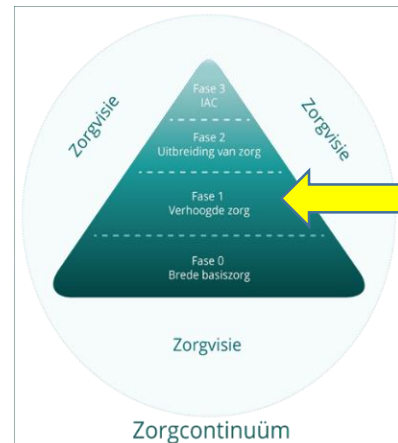 Fase 3
IAC
Zorgvisie
Zorgvisie
Fase 2
Uitbreiding van zorg
Fase 1
Verhoogde zorg
Fase 0
Brede basiszorg
Zorgvisie
Zorgcontinuüm